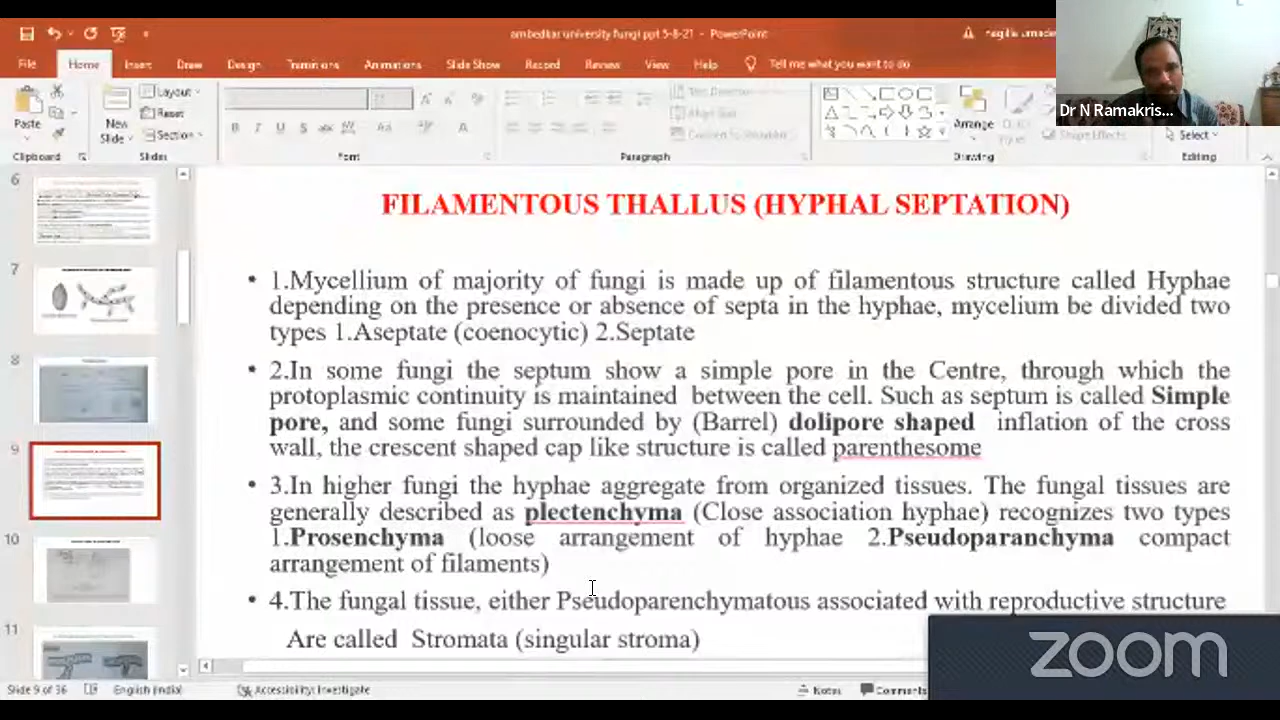 ambedkar university fungi ppt 5-8-21 - PowerPoint
File Home Insert Draw Design Transitions Animations Slide Show Record Review View Help Tell me what you want to do
Dr N Ramakris...
Paste
New Slide
Layout
Reset
Section
Arrange
Shape Effects
Select
Clipboard Slides Font Paragraph Drawing Editing
6
7
8
9
10
11
FILAMENTOUS THALLUS (HYPHAL SEPTATION)
• 1.Mycellium of majority of fungi is made up of filamentous structure called Hyphae
depending on the presence or absence of septa in the hyphae, mycelium be divided two
types 1.Aseptate (coenocytic) 2.Septate
• 2.In some fungi the septum show a simple pore in the Centre, through which the
protoplasmic continuity is maintained between the cell. Such as septum is called Simple
pore, and some fungi surrounded by (Barrel) dolipore shaped inflation of the cross
wall, the crescent shaped cap like structure is called parenthesome
• 3.In higher fungi the hyphae aggregate from organized tissues. The fungal tissues are
generally described as plectenchyma (Close association hyphae) recognizes two types
1.Prosenchyma (loose arrangement of hyphae 2.Pseudoparanchyma compact
arrangement of filaments)
• 4.The fungal tissue, either Pseudoparenchymatous associated with reproductive structure
Are called Stromata (singular stroma)
zoom
Slide 9 of 36 English (India) Accessibility: Investigate Notes Comments